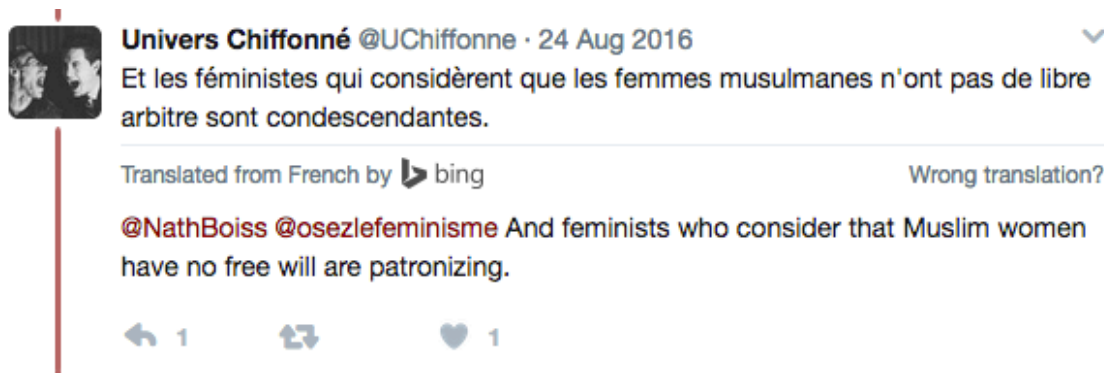 Univers Chiffonné @UChiffonne · 24 Aug 2016
Et les féministes qui considèrent que les femmes musulmanes n'ont pas de libre
arbitre sont condescendantes.
Translated from French by bing
Wrong translation?
@NathBoiss @osezlefeminisme And feminists who consider that Muslim women
have no free will are patronizing.
1 1